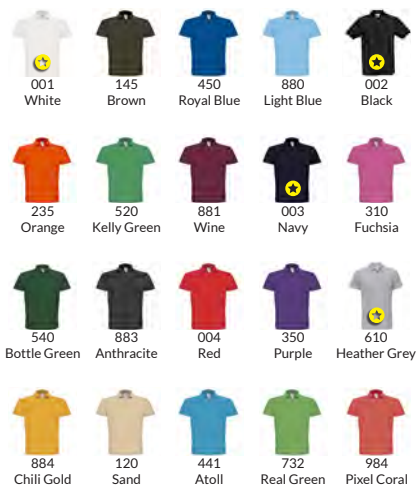 001 145 450 880 002
White Brown Royal Blue Light Blue Black
235 520 881 003 310
Orange Kelly Green Wine Navy Fuchsia
540 883 004 350 610
Bottle Green Anthracite Red Purple Heather Grey
884 120 441 732 984
Chili Gold Sand Atoll Real Green Pixel Coral